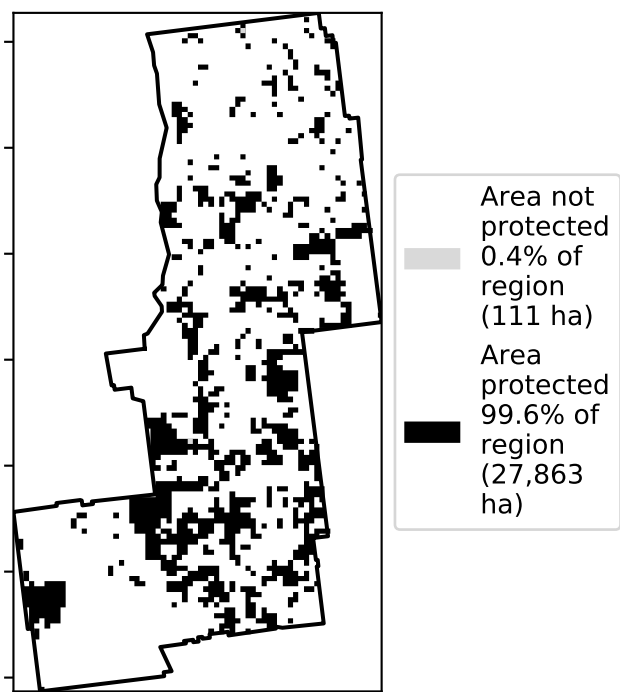 Area not
protected
0.4% of
region
(111 ha)
Area
protected
99.6% of
region
(27,863
ha)